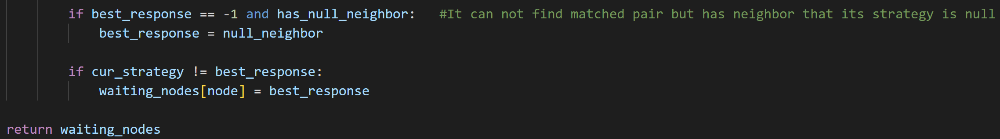 if best_response == -1 and has_null_neighbor:   #It can not find matched pair but has neighbor that its strategy is null
    best_response = null_neighbor
if cur_strategy != best_response:
    waiting_nodes[node] = best_response
return waiting_nodes